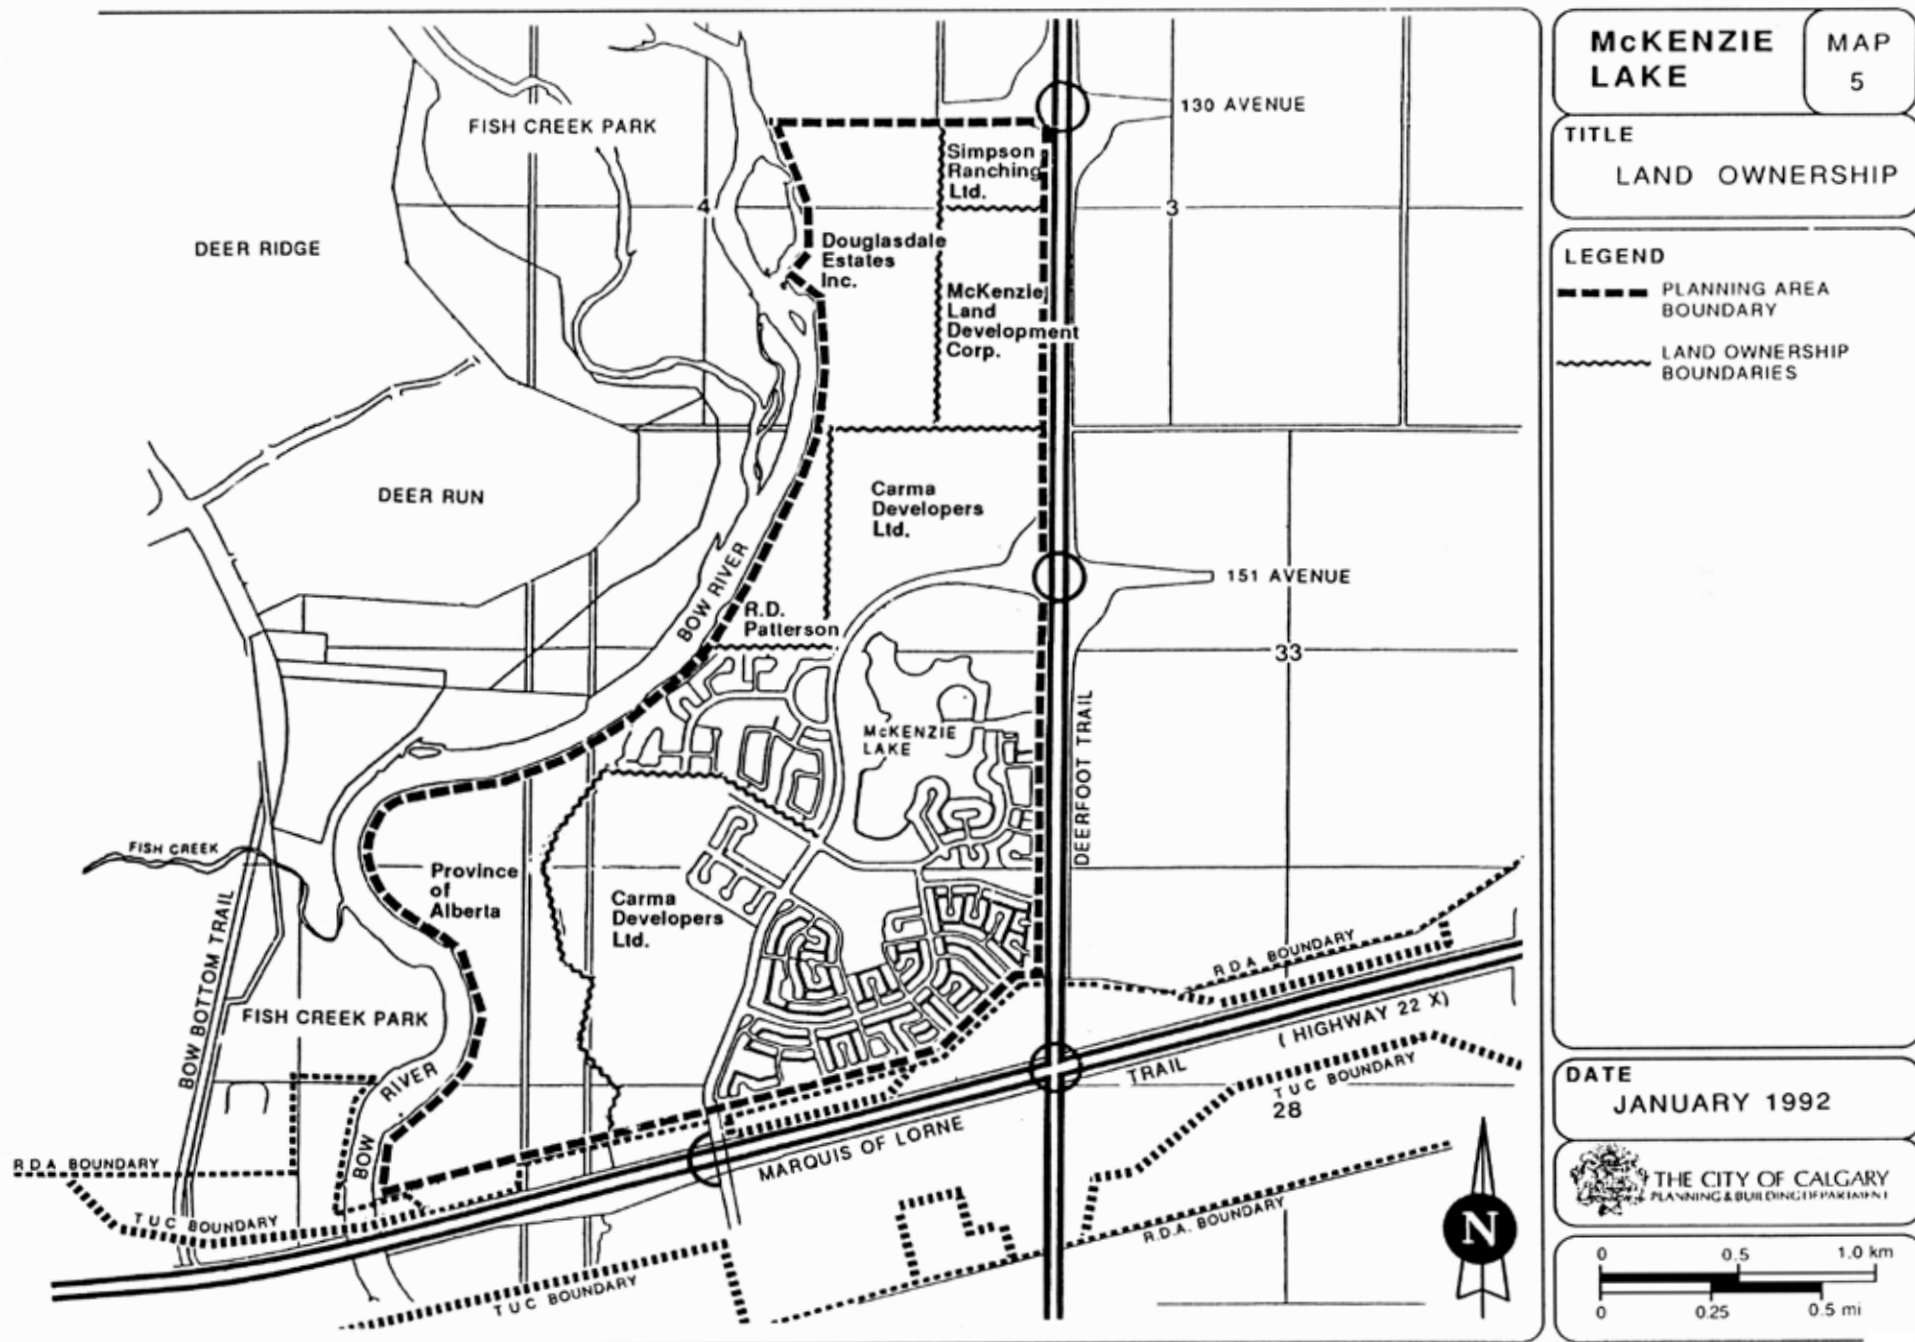 McKENZIE
LAKE
MAP
5
TITLE
LAND OWNERSHIP
LEGEND
PLANNING AREA
BOUNDARY
LAND OWNERSHIP
BOUNDARIES
DATE
JANUARY 1992
THE CITY OF CALGARY
PLANNING & BUILDING DEPARTMENT
0 0.5 1.0 km
0 0.25 0.5 mi
N
130 AVENUE
FISH CREEK PARK
Simpson
Ranching
Ltd.
4
3
DEER RIDGE
Douglasdale
Estates
Inc.
McKenzie
Land
Development
Corp.
DEER RUN
Carma
Developers
Ltd.
BOW RIVER
151 AVENUE
R.D.
Patterson
33
McKENZIE
LAKE
DEERFOOT TRAIL
FISH CREEK
Province
of
Alberta
Carma
Developers
Ltd.
BOW BOTTOM TRAIL
R D A BOUNDARY
FISH CREEK PARK
( HIGHWAY 22 X)
BOW RIVER
TRAIL
T U C BOUNDARY
28
MARQUIS OF LORNE
R D A BOUNDARY
T U C BOUNDARY
R.D.A. BOUNDARY
T U C BOUNDARY